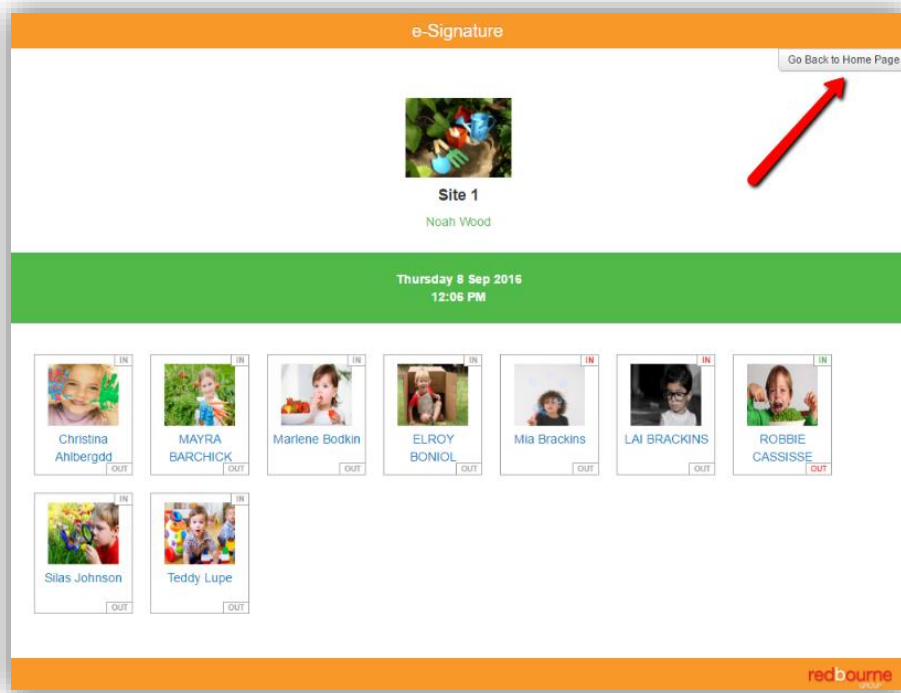 e-Signature
Go Back to Home Page
Site 1
Noah Wood
Thursday 8 Sep 2016
12:06 PM
IN
Christina
Ahlbergdd
OUT
IN
MAYRA
BARCHICK
OUT
IN
Marlene Bodkin
OUT
IN
ELROY
BONIOL
OUT
IN
Mia Brackins
OUT
IN
LAI BRACKINS
OUT
IN
ROBBIE
CASSISSE
OUT
IN
Silas Johnson
OUT
IN
Teddy Lupe
OUT
redbourne
GROUP